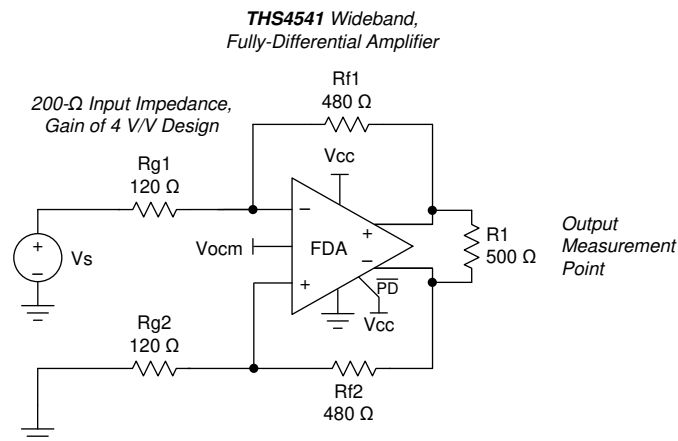 THS4541 Wideband,
Fully-Differential Amplifier
200-Ω Input Impedance,
Gain of 4 V/V Design
Rf1
480 Ω
Rg1
120 Ω
Vcc
−
+
Vs
+
−
Vocm
FDA
+
−
+
PD
Vcc
R1
500 Ω
Output
Measurement
Point
Rg2
120 Ω
Rf2
480 Ω